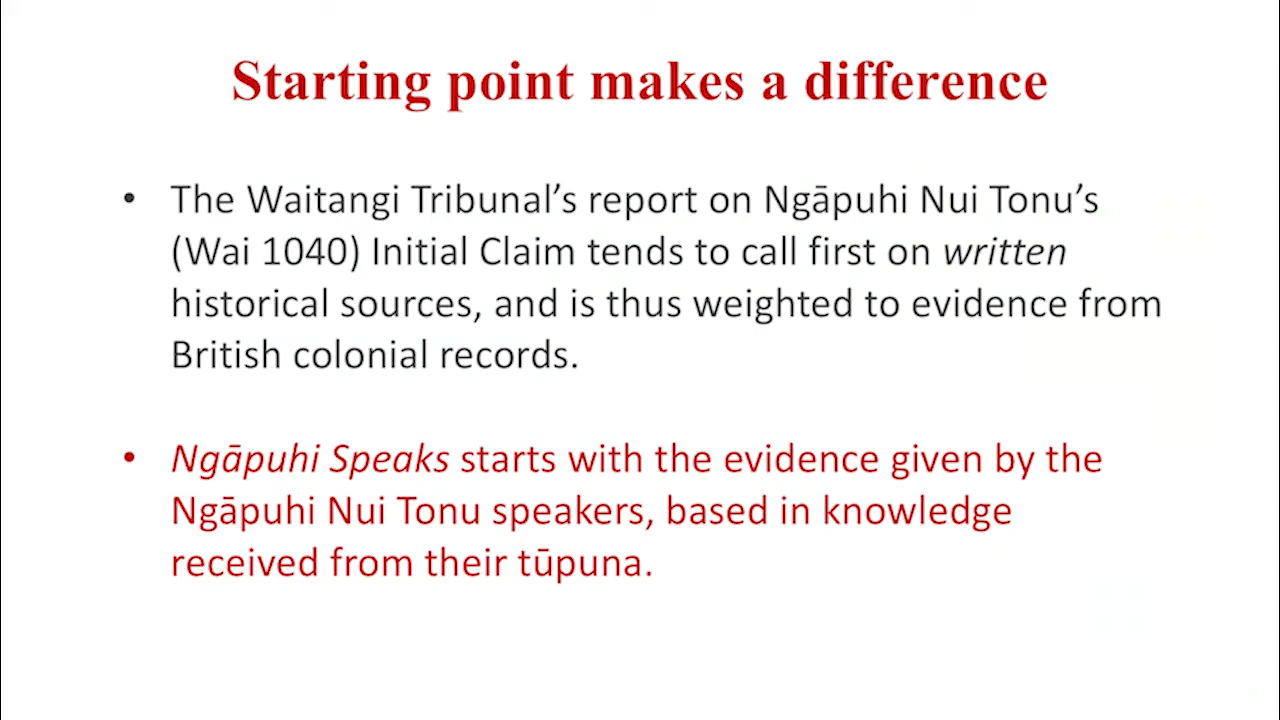 Starting point makes a difference
• The Waitangi Tribunal’s report on Ngāpuhi Nui Tonu’s
(Wai 1040) Initial Claim tends to call first on written
historical sources, and is thus weighted to evidence from
British colonial records.
• Ngāpuhi Speaks starts with the evidence given by the
Ngāpuhi Nui Tonu speakers, based in knowledge
received from their tūpuna.